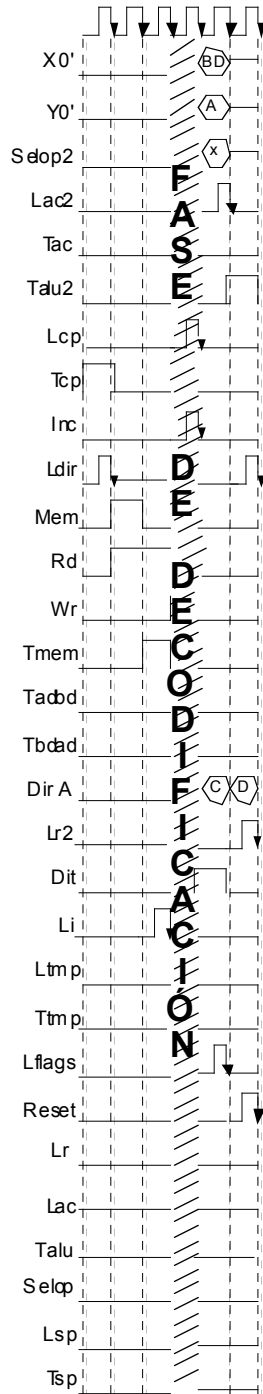 X0' BD
Y0' A
Selop2 x
Lac2
Tac
Talu2
Lcp
Tcp
Inc
Ldir
Mem
Rd
Wr
Tmem
Tadbd
Tbdad
Dir A C D
Lr2
Dit
Li
Ltmp
Ttmp
Lflags
Reset
Lr
Lac
Talu
Selop
Lsp
Tsp
FASE DE DECODIFICACIÓN